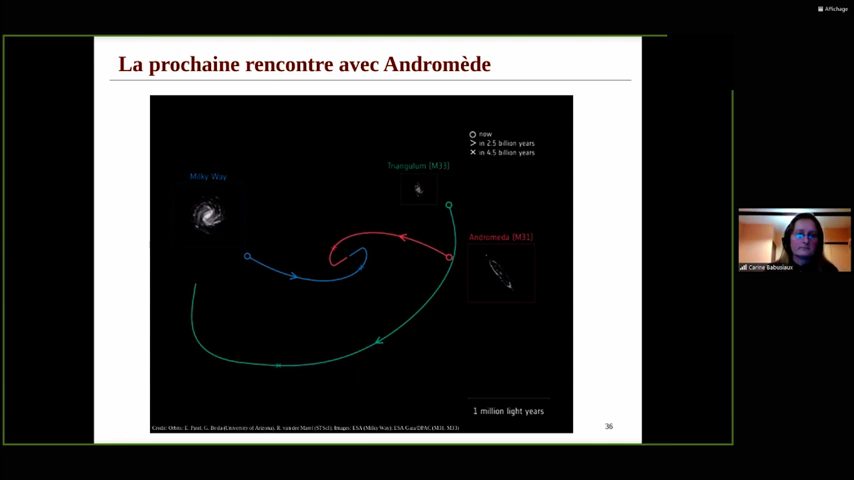 Affichage
La prochaine rencontre avec Andromède
now
> in 2.5 billion years
× in 4.5 billion years
Triangulum (M33)
Milky Way
Andromeda (M31)
Carine Babusiaux
1 million light years
36
Credit: Orbits: E. Patel, G. Besla (University of Arizona), R. van der Marel (STScI); Images: ESA (Milky Way); ESA/Gaia/DPAC (M31, M33)